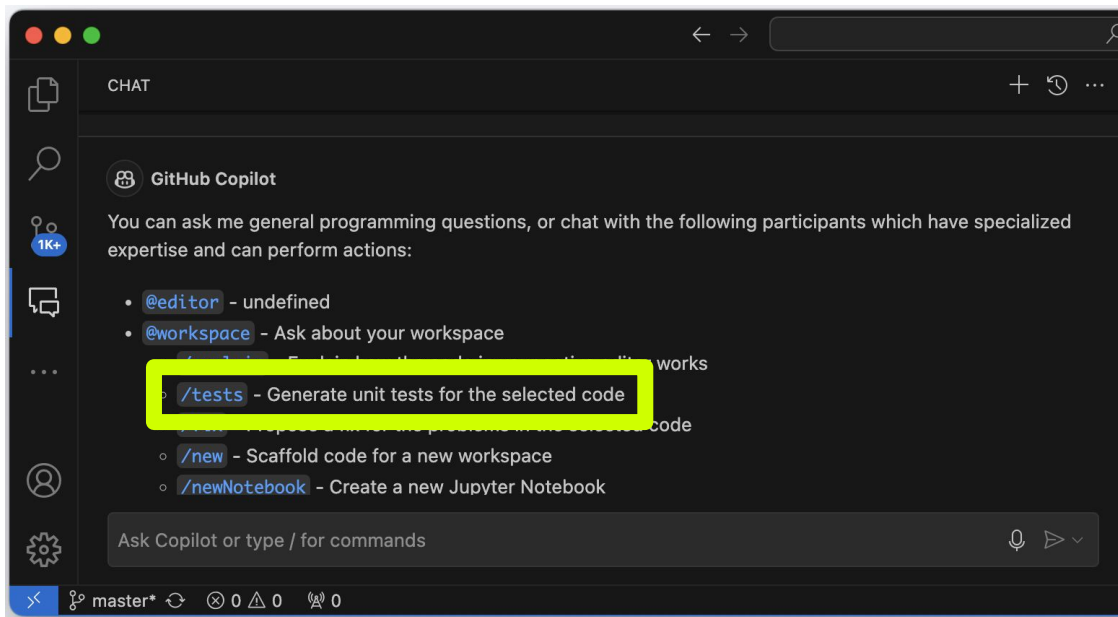 CHAT
GitHub Copilot
You can ask me general programming questions, or chat with the following participants which have specialized
expertise and can perform actions:
@editor - undefined
@workspace - Ask about your workspace
works
/tests - Generate unit tests for the selected code
code
/new - Scaffold code for a new workspace
/newNotebook - Create a new Jupyter Notebook
1K+
Ask Copilot or type / for commands
master* 0 0 0